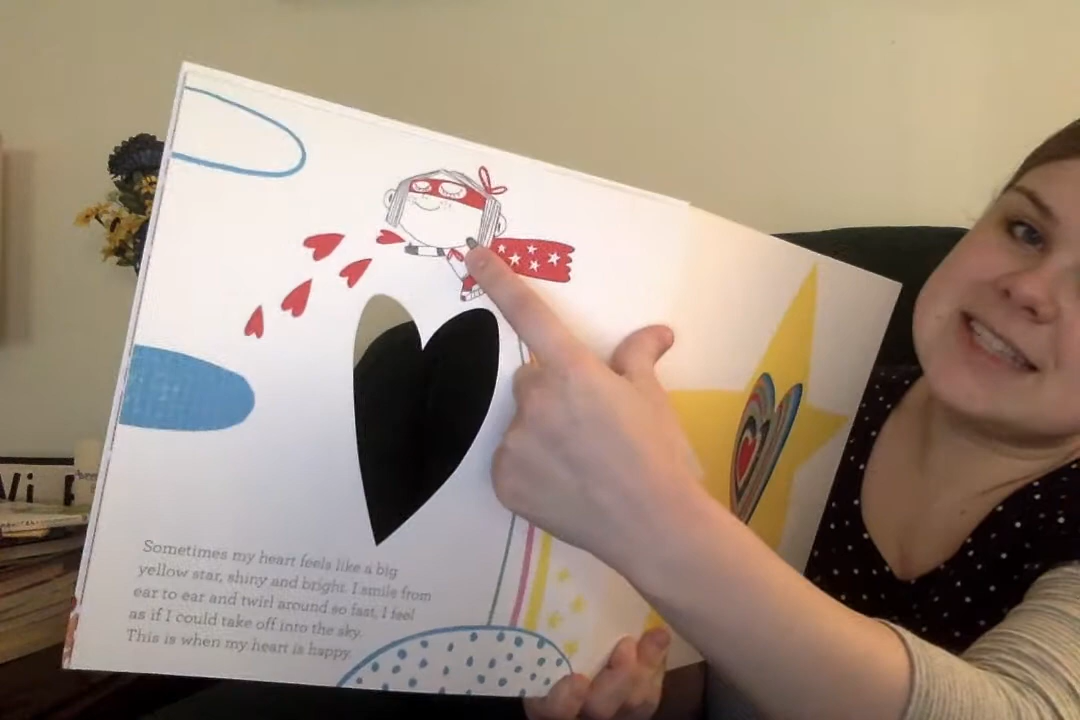 Sometimes my heart feels like a big
yellow star, shiny and bright. I smile from
ear to ear and twirl around so fast, I feel
as if I could take off into the sky.
This is when my heart is happy.